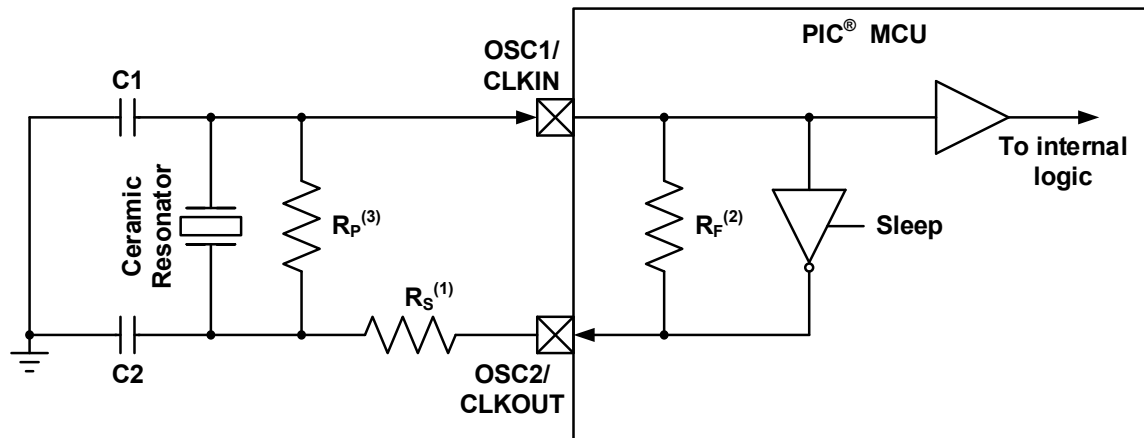 PIC® MCU
OSC1/
CLKIN
C1
To internal
logic
Ceramic
Resonator
RP(3)
RF(2)
Sleep
RS(1)
C2
OSC2/
CLKOUT